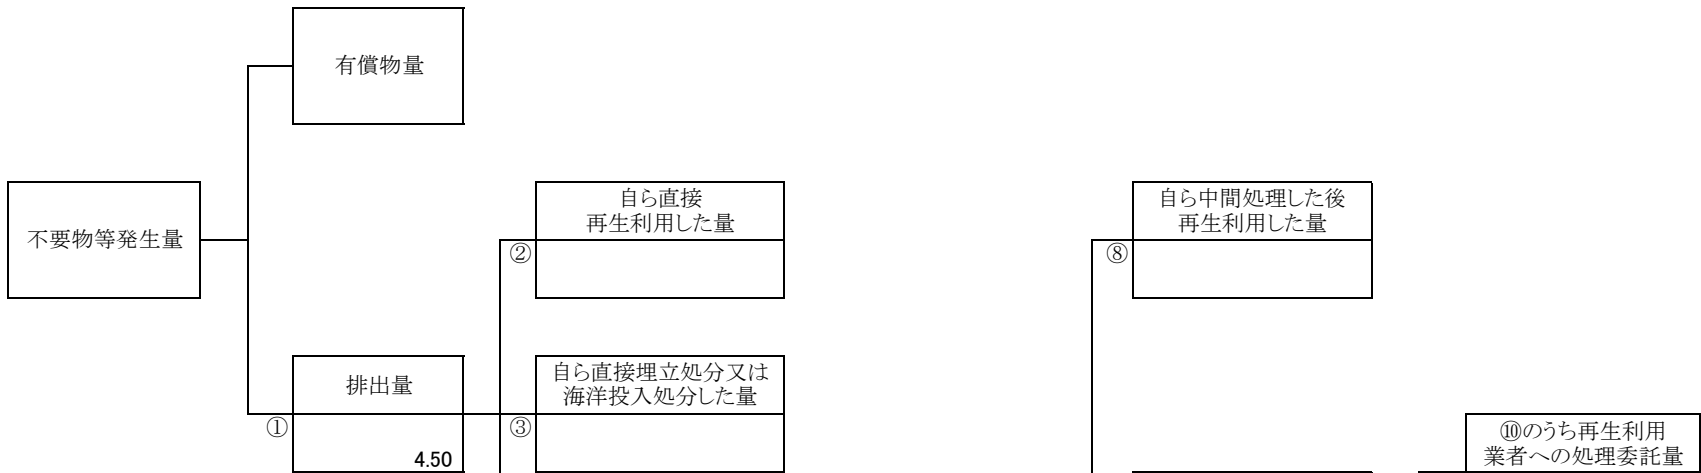 有償物量
不要物等発生量
自ら直接
再生利用した量
②
自ら中間処理した後
再生利用した量
⑧
排出量
①
4.50
自ら直接埋立処分又は
海洋投入処分した量
③
⑩のうち再生利用
業者への処理委託量